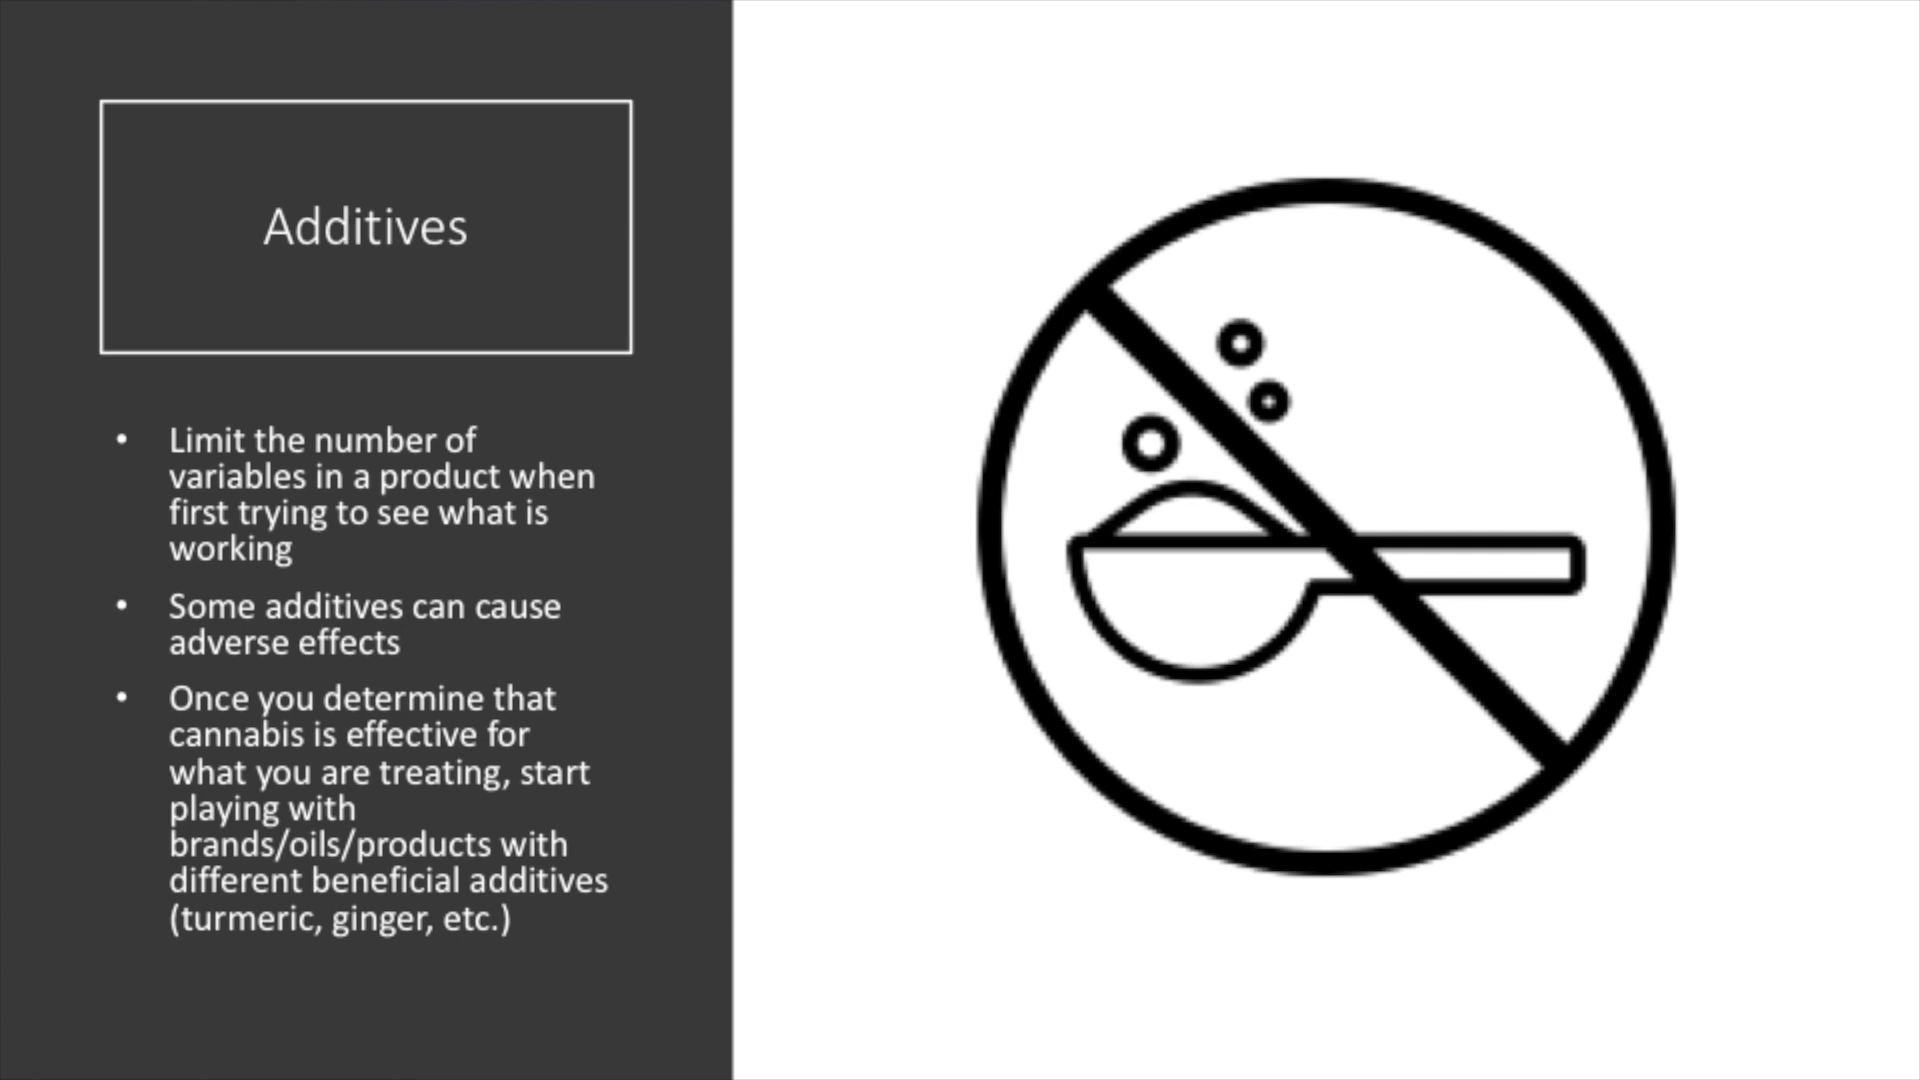 Additives
• Limit the number of
variables in a product when
first trying to see what is
working
• Some additives can cause
adverse effects
• Once you determine that
cannabis is effective for
what you are treating, start
playing with
brands/oils/products with
different beneficial additives
(turmeric, ginger, etc.)